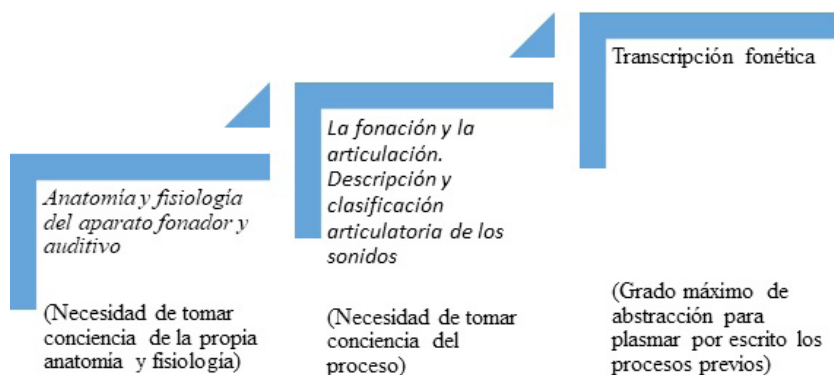 Anatomía y fisiología
del aparato fonador y
auditivo
(Necesidad de tomar
conciencia de la propia
anatomía y fisiología)
La fonación y la
articulación.
Descripción y
clasificación
articulatoria de los
sonidos
(Necesidad de tomar
conciencia del
proceso)
Transcripción fonética
(Grado máximo de
abstracción para
plasmar por escrito los
procesos previos)